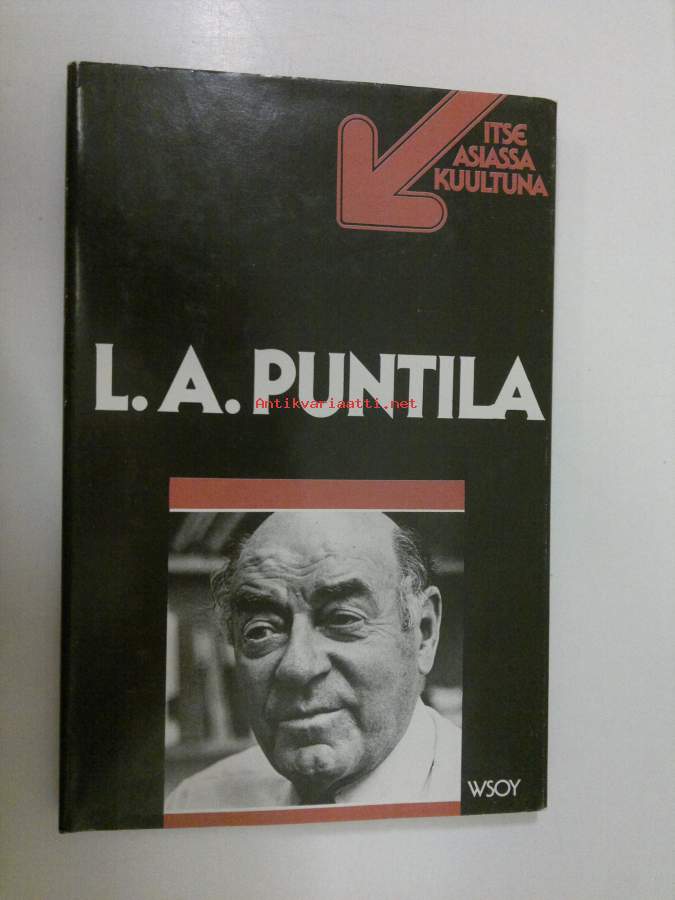 ITSE
ASIASSA
KUULTUNA
L. A. PUNTILA
Antikvariaatti.net
WSOY